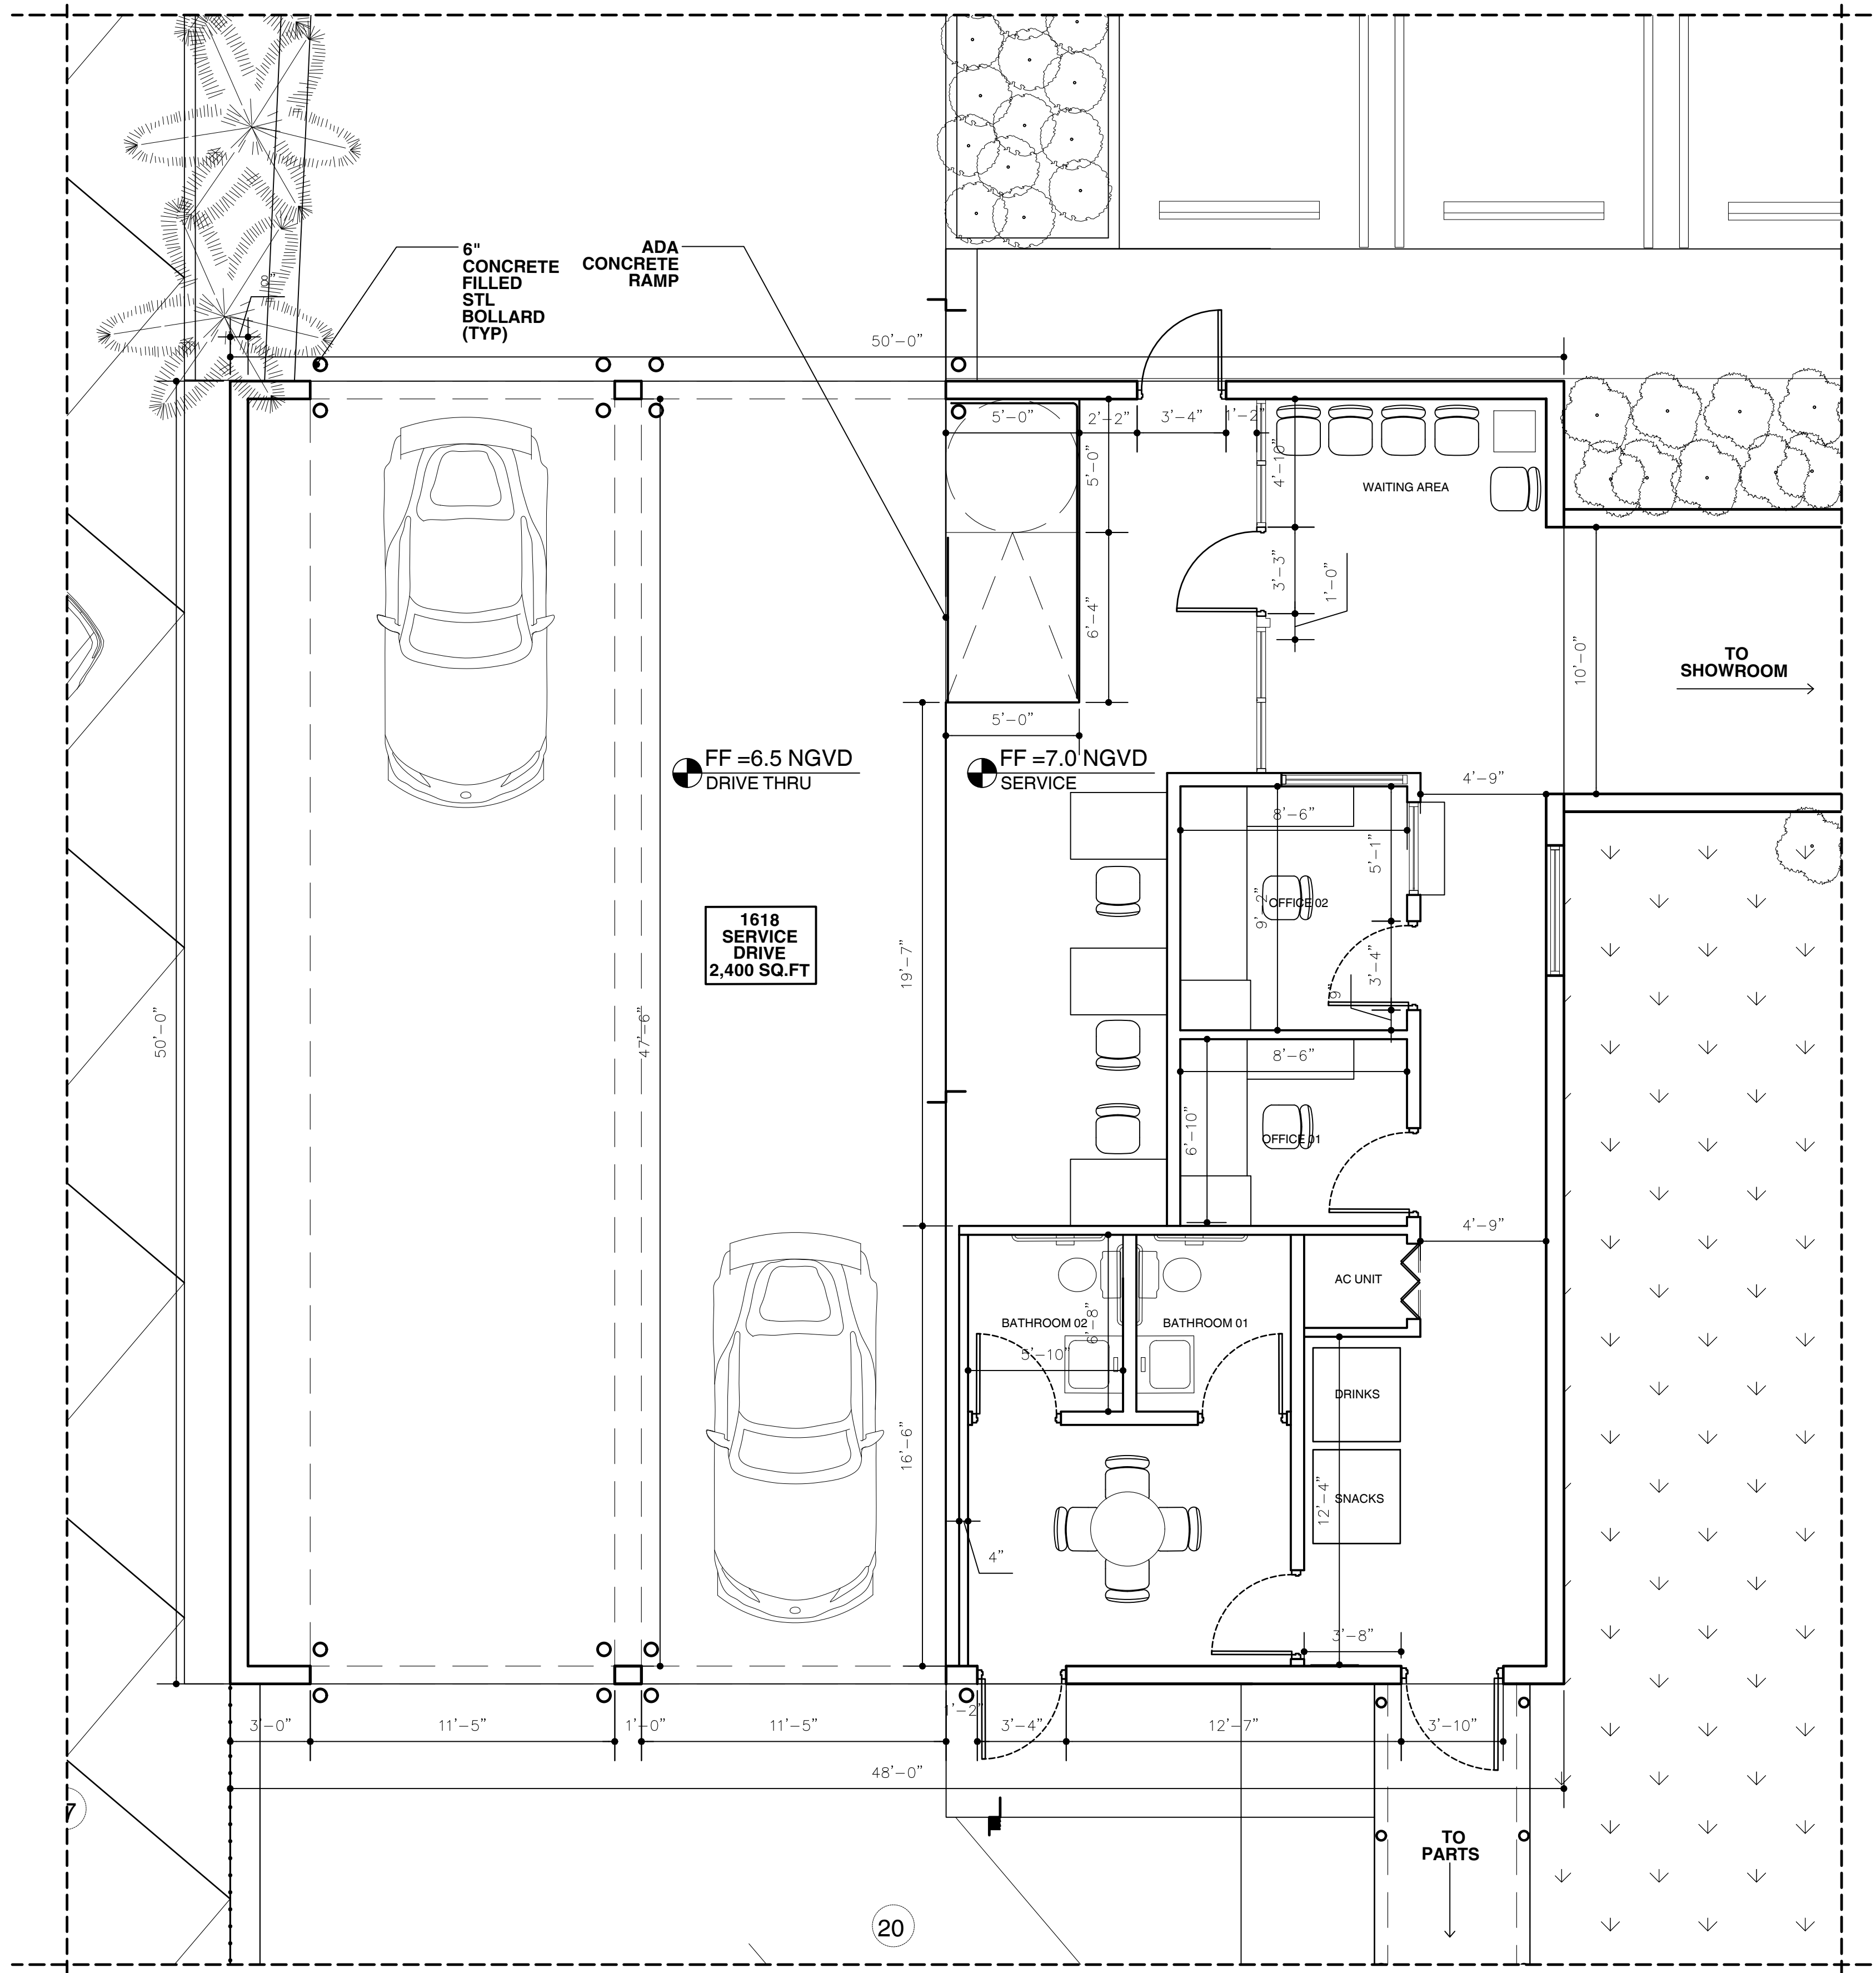 6"
CONCRETE
FILLED
STL
BOLLARD
(TYP)
ADA
CONCRETE
RAMP
8"
50'-0"
5'-0"
2'-2"
3'-4"
1'-2"
4'-10"
5'-0"
WAITING AREA
3'-3"
1'-0"
6'-4"
10'-0"
TO
SHOWROOM
5'-0"
FF =6.5 NGVD
DRIVE THRU
FF =7.0 NGVD
SERVICE
4'-9"
8'-6"
5'-1"
9'-2"
OFFICE 02
1618
SERVICE
DRIVE
2,400 SQ.FT
19'-7"
3'-4"
9"
50'-0"
47'-6"
8'-6"
6'-10"
OFFICE 01
4'-9"
AC UNIT
BATHROOM 02
6'-8"
BATHROOM 01
5'-10"
DRINKS
16'-6"
12'-4"
SNACKS
4"
3'-8"
3'-0"
11'-5"
1'-0"
11'-5"
1'-2"
3'-4"
12'-7"
3'-10"
48'-0"
7
TO
PARTS
20